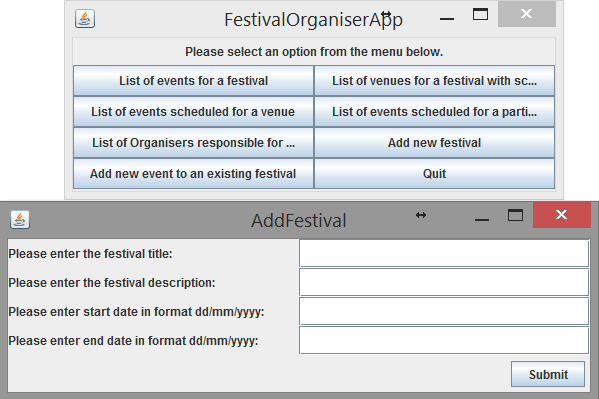 FestivalOrganiserApp
Please select an option from the menu below.
List of events for a festival
List of venues for a festival with sc...
List of events scheduled for a venue
List of events scheduled for a parti...
List of Organisers responsible for ...
Add new festival
Add new event to an existing festival
Quit
AddFestival
Please enter the festival title:
Please enter the festival description:
Please enter start date in format dd/mm/yyyy:
Please enter end date in format dd/mm/yyyy:
Submit